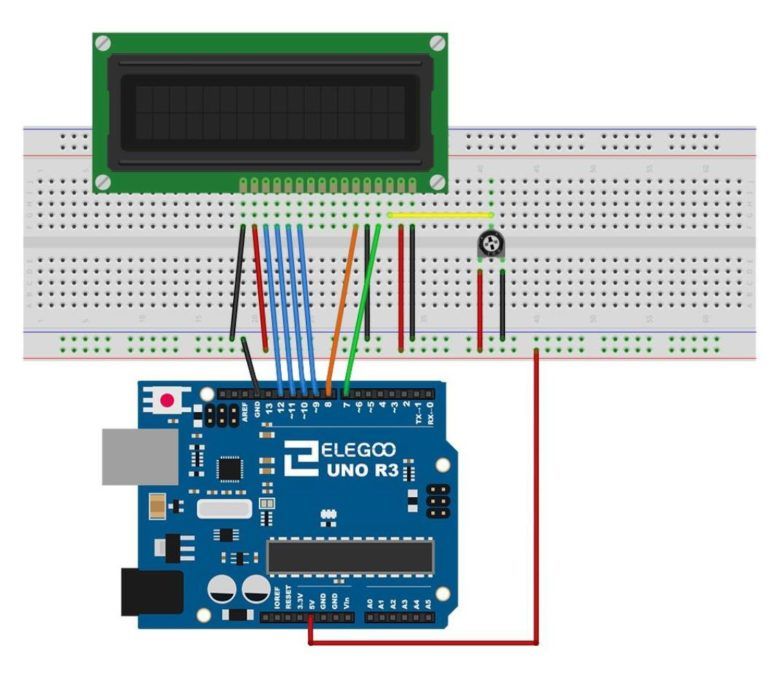 AREF
GND
13
12
~11
~10
~9
8
7
~6
~5
4
~3
2
TX→1
RX←0
ELEGOO
UNO R3
IOREF
RESET
3.3V
5V
GND
GND
Vin
A0
A1
A2
A3
A4
A5